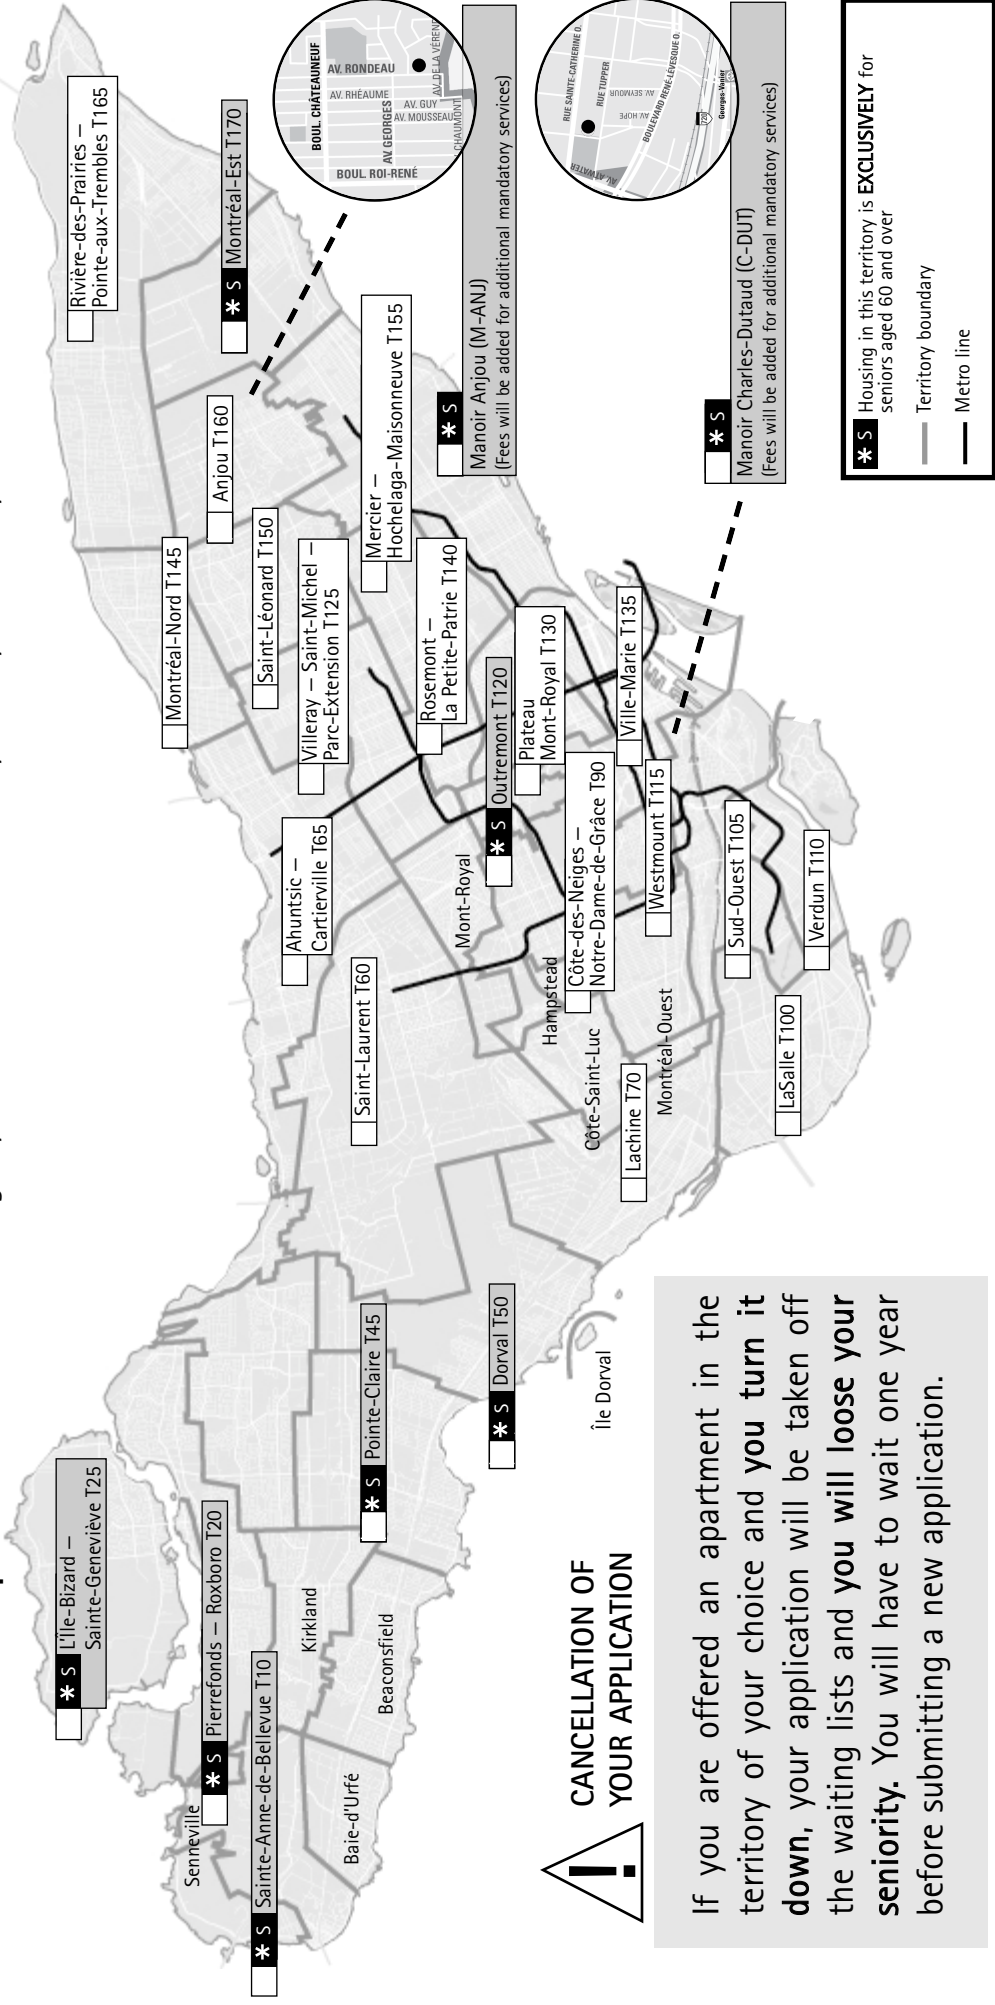 Rivière-des-Prairies –
Pointe-aux-Trembles T165
* S Montréal-Est T170
Anjou T160
Montréal-Nord T145
Saint-Léonard T150
Villeray – Saint-Michel –
Parc-Extension T125
Mercier –
Hochelaga-Maisonneuve T155
Rosemont –
La Petite-Patrie T140
Plateau
Mont-Royal T130
* S Outremont T120
Ville-Marie T135
Ahuntsic –
Cartierville T65
Mont-Royal
Saint-Laurent T60
Hampstead
Côte-des-Neiges –
Notre-Dame-de-Grâce T90
Westmount T115
Sud-Ouest T105
Verdun T110
Côte-Saint-Luc
Montréal-Ouest
Lachine T70
LaSalle T100
* S L'Île-Bizard –
Sainte-Geneviève T25
* S Pierrefonds – Roxboro T20
Senneville
* S Sainte-Anne-de-Bellevue T10
Kirkland
Beaconsfield
Baie-d'Urfé
* S Pointe-Claire T45
* S Dorval T50
Île Dorval
BOUL. CHÂTEAUNEUF
AV. RONDEAU
AV. RHÉAUME
AV. GEORGES
AV. GUY
AV. MOUSSEAU
AV. DE LA VÉREND
CHAUMONT
BOUL. ROI-RENÉ
* S
Manoir Anjou (M-ANJ)
(Fees will be added for additional mandatory services)
RUE SAINTE-CATHERINE O.
RUE TUPPER
AV. SEYMOUR
AV. HOPE
BOULEVARD RENÉ-LÉVESQUE O.
AV. ATWATER
720
Georges-Vanier
* S
Manoir Charles-Dutaud (C-DUT)
(Fees will be added for additional mandatory services)
* S Housing in this territory is EXCLUSIVELY for
seniors aged 60 and over
Territory boundary
Metro line
! CANCELLATION OF
YOUR APPLICATION
If you are offered an apartment in the
territory of your choice and you turn it
down, your application will be taken off
the waiting lists and you will loose your
seniority. You will have to wait one year
before submitting a new application.